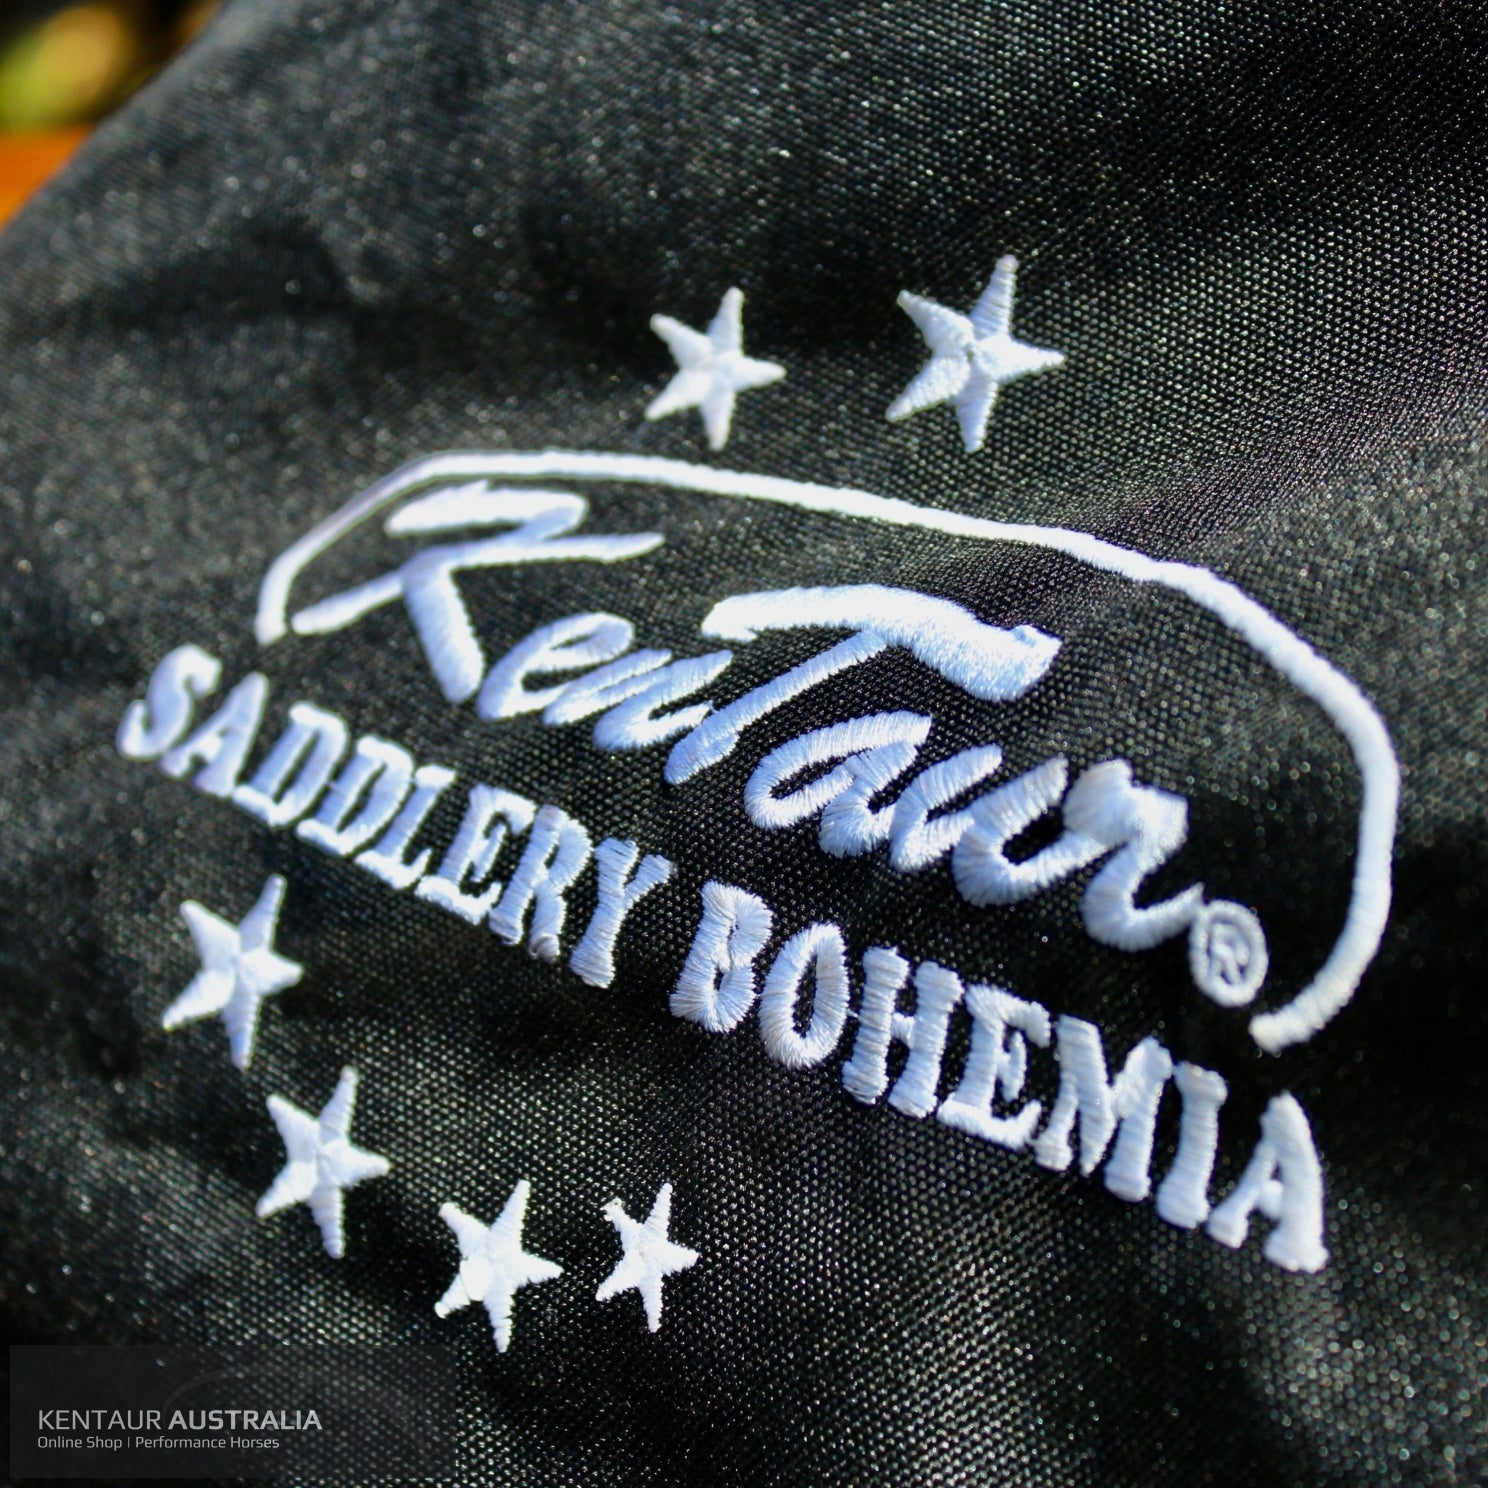 KenTaur®
SADDLERY BOHEMIA
KENTAUR AUSTRALIA
Online Shop | Performance Horses